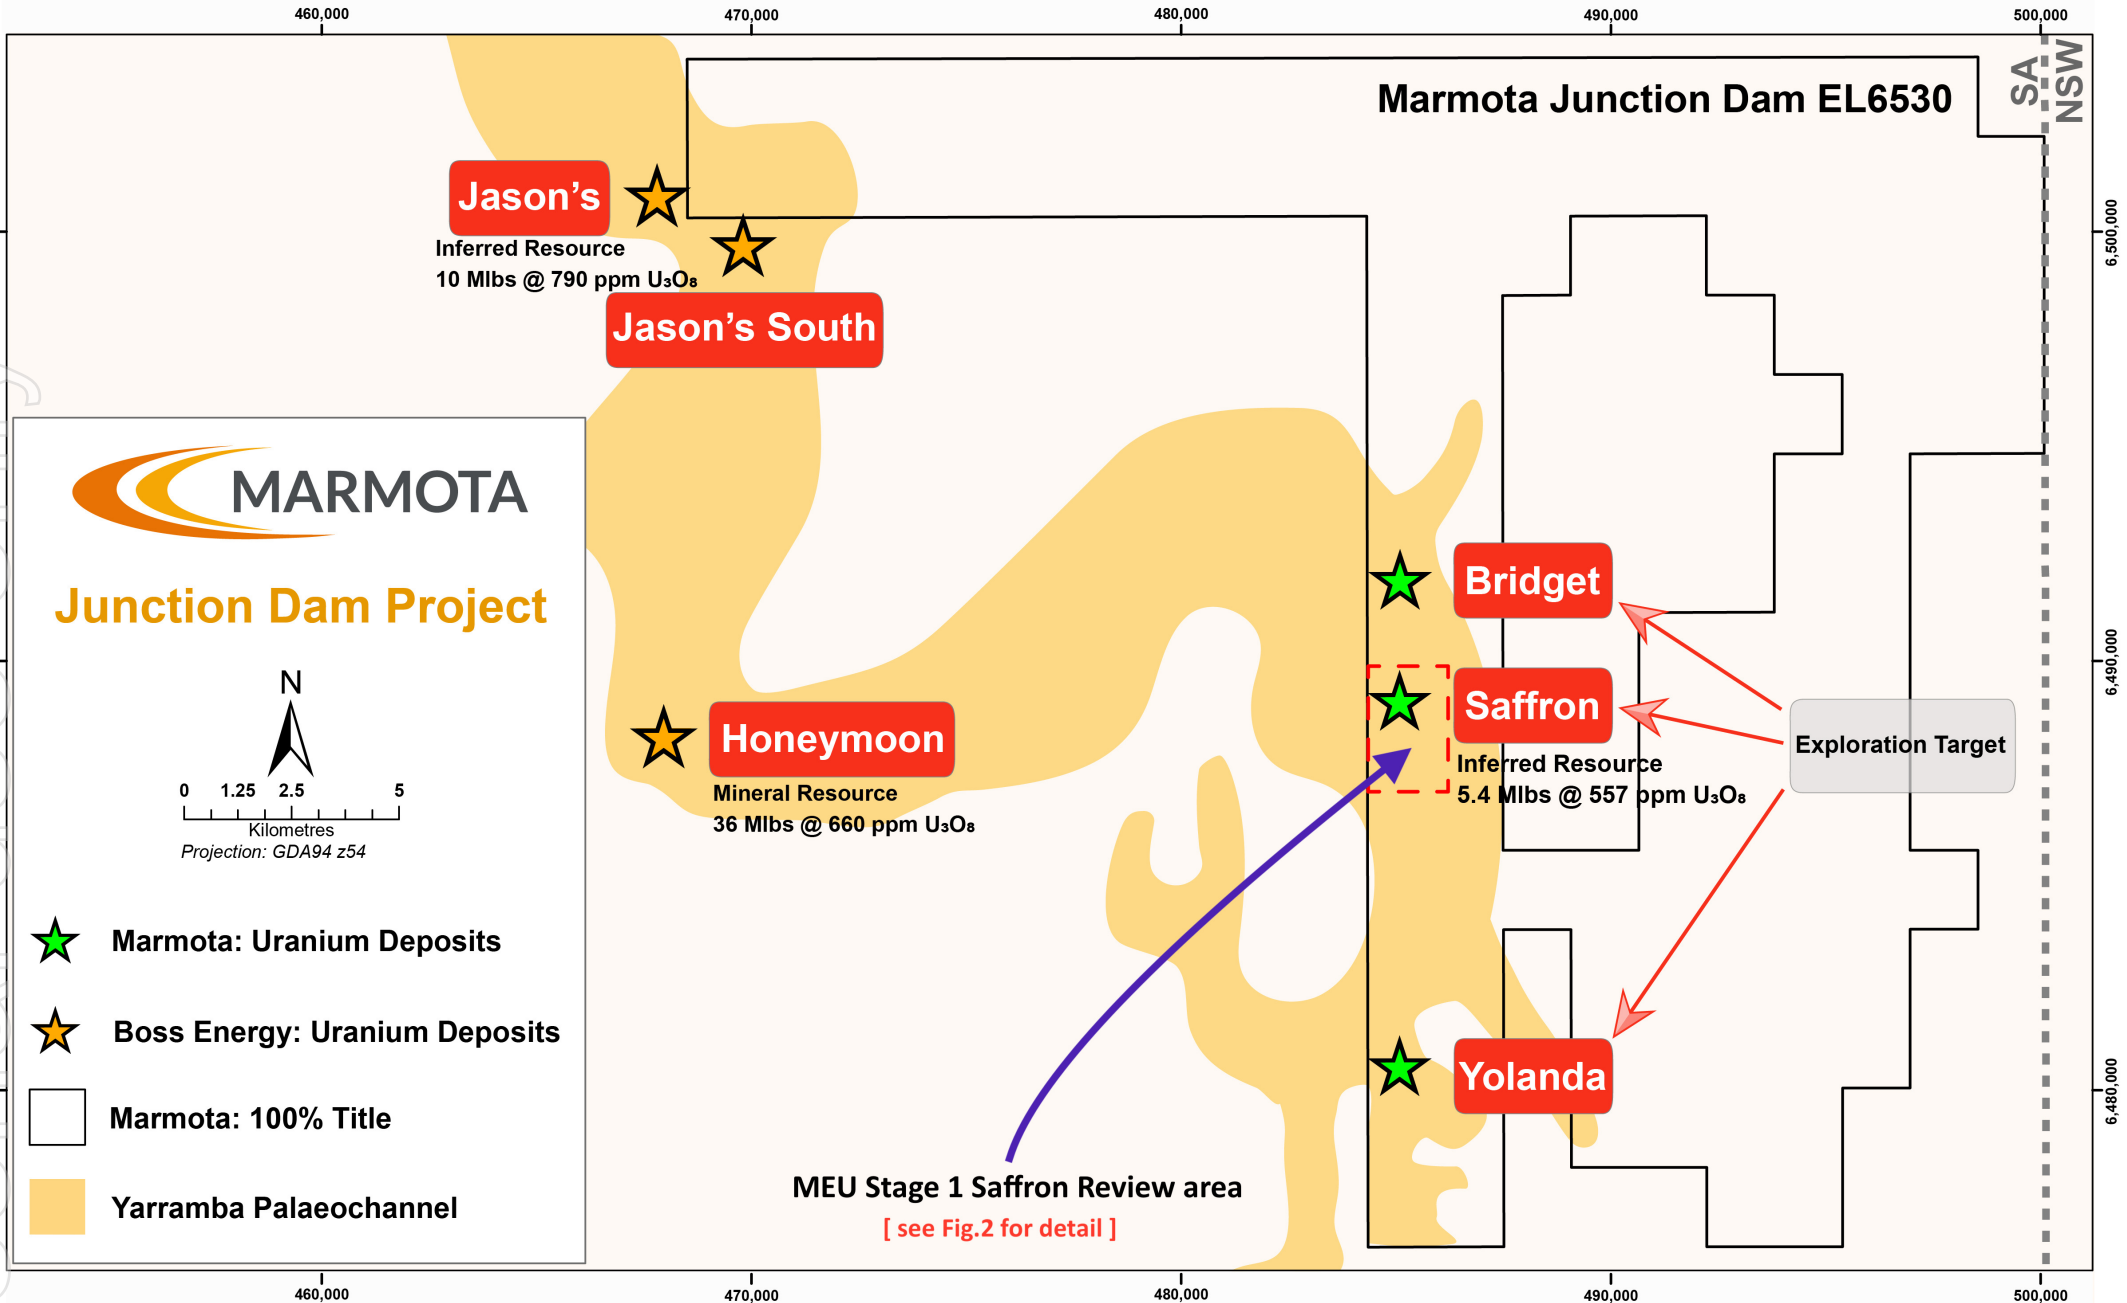 460,000
470,000
480,000
490,000
500,000
SA
NSW
Marmota Junction Dam EL6530
Jason’s
Inferred Resource
10 Mlbs @ 790 ppm U₃O₈
Jason’s South
6,500,000
MARMOTA
Junction Dam Project
N
0 1.25 2.5 5
Kilometres
Projection: GDA94 z54
Marmota: Uranium Deposits
Boss Energy: Uranium Deposits
Marmota: 100% Title
Yarramba Palaeochannel
Bridget
6,490,000
Saffron
Inferred Resource
5.4 Mlbs @ 557 ppm U₃O₈
Exploration Target
Honeymoon
Mineral Resource
36 Mlbs @ 660 ppm U₃O₈
Yolanda
6,480,000
MEU Stage 1 Saffron Review area
[ see Fig.2 for detail ]
460,000
470,000
480,000
490,000
500,000